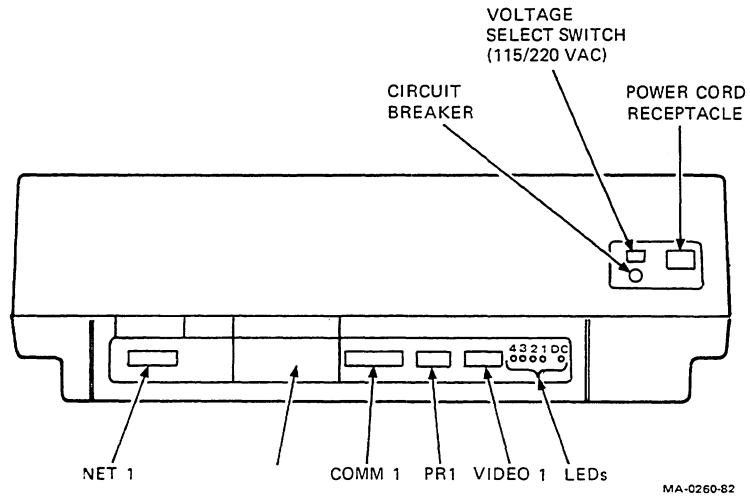 VOLTAGE
SELECT SWITCH
(115/220 VAC)
CIRCUIT
BREAKER
POWER CORD
RECEPTACLE
4 3 2 1 DC
NET 1
COMM 1
PR1
VIDEO 1
LEDs
MA-0260-82